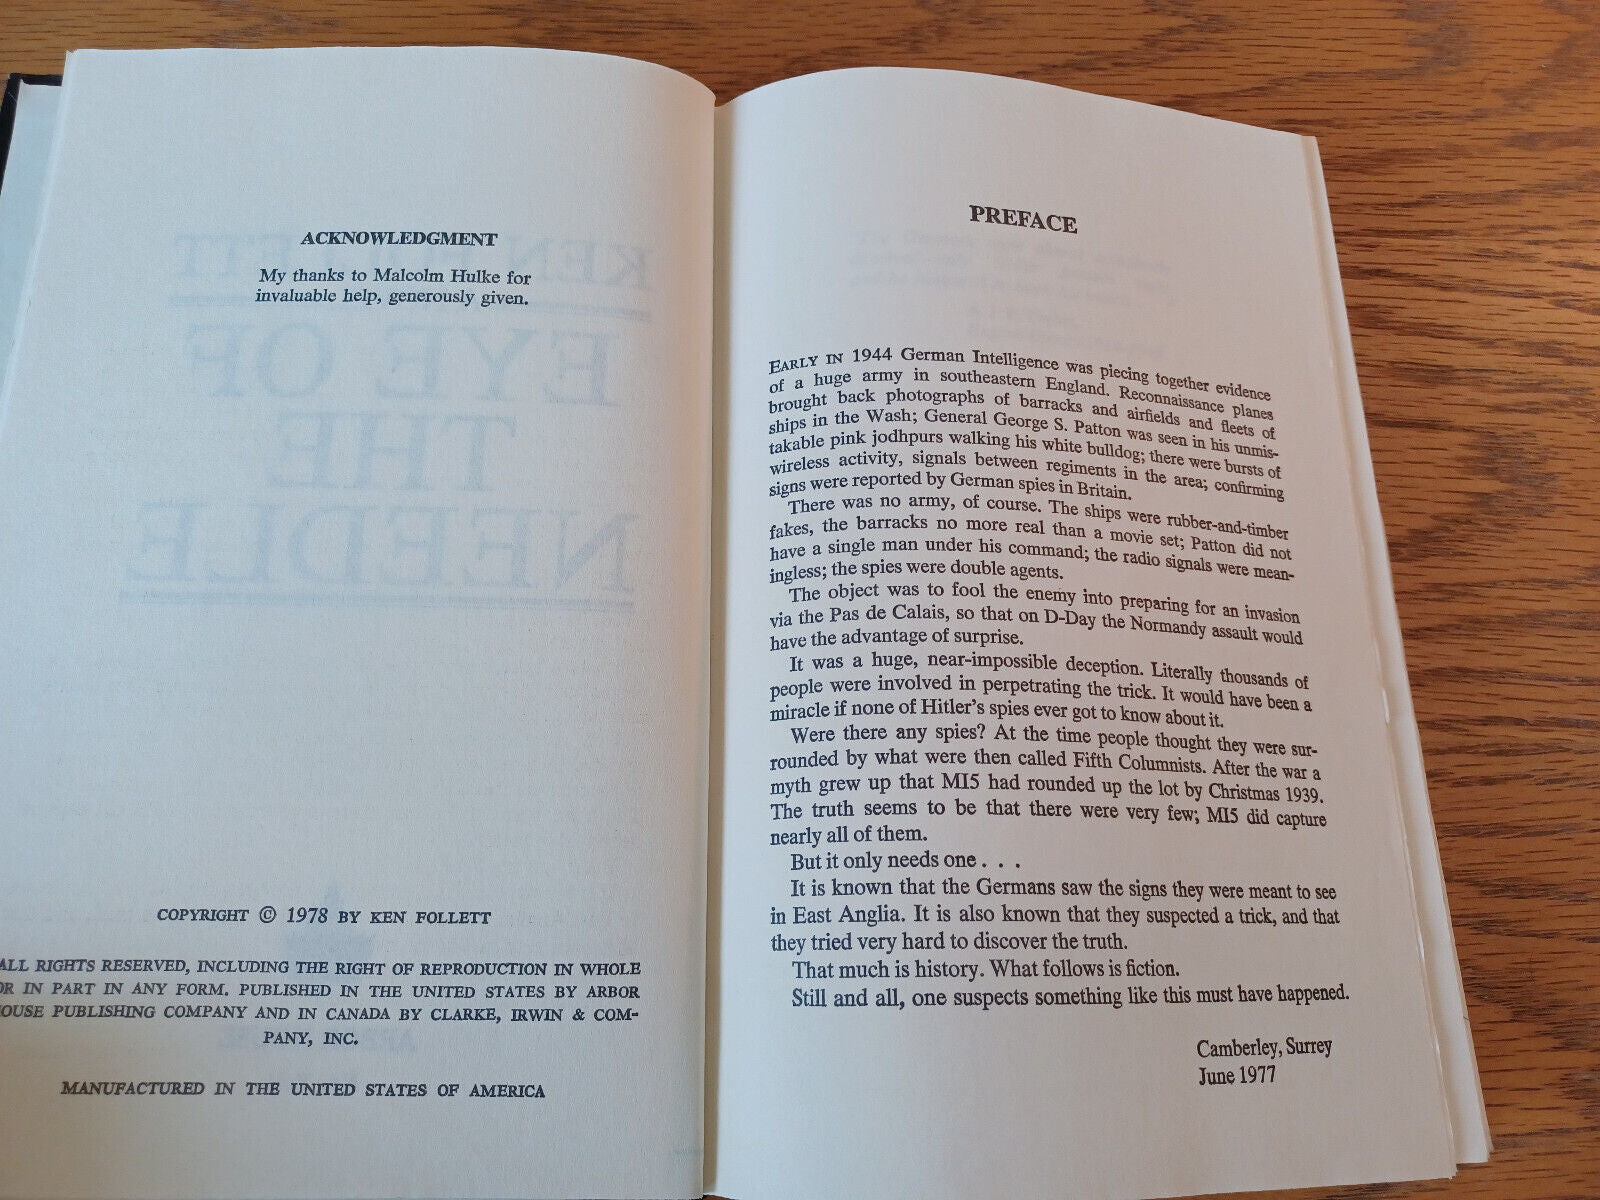 ACKNOWLEDGMENT
My thanks to Malcolm Hulke for
invaluable help, generously given.
COPYRIGHT © 1978 BY KEN FOLLETT
ALL RIGHTS RESERVED, INCLUDING THE RIGHT OF REPRODUCTION IN WHOLE
OR IN PART IN ANY FORM. PUBLISHED IN THE UNITED STATES BY ARBOR
HOUSE PUBLISHING COMPANY AND IN CANADA BY CLARKE, IRWIN & COM-
PANY, INC.
MANUFACTURED IN THE UNITED STATES OF AMERICA
PREFACE
EARLY IN 1944 German Intelligence was piecing together evidence
of a huge army in southeastern England. Reconnaissance planes
brought back photographs of barracks and airfields and fleets of
ships in the Wash; General George S. Patton was seen in his unmis-
takable pink jodhpurs walking his white bulldog; there were bursts of
wireless activity, signals between regiments in the area; confirming
signs were reported by German spies in Britain.
There was no army, of course. The ships were rubber-and-timber
fakes, the barracks no more real than a movie set; Patton did not
have a single man under his command; the radio signals were mean-
ingless; the spies were double agents.
The object was to fool the enemy into preparing for an invasion
via the Pas de Calais, so that on D-Day the Normandy assault would
have the advantage of surprise.
It was a huge, near-impossible deception. Literally thousands of
people were involved in perpetrating the trick. It would have been a
miracle if none of Hitler's spies ever got to know about it.
Were there any spies? At the time people thought they were sur-
rounded by what were then called Fifth Columnists. After the war a
myth grew up that MI5 had rounded up the lot by Christmas 1939.
The truth seems to be that there were very few; MI5 did capture
nearly all of them.
But it only needs one . . .
It is known that the Germans saw the signs they were meant to see
in East Anglia. It is also known that they suspected a trick, and that
they tried very hard to discover the truth.
That much is history. What follows is fiction.
Still and all, one suspects something like this must have happened.
Camberley, Surrey
June 1977